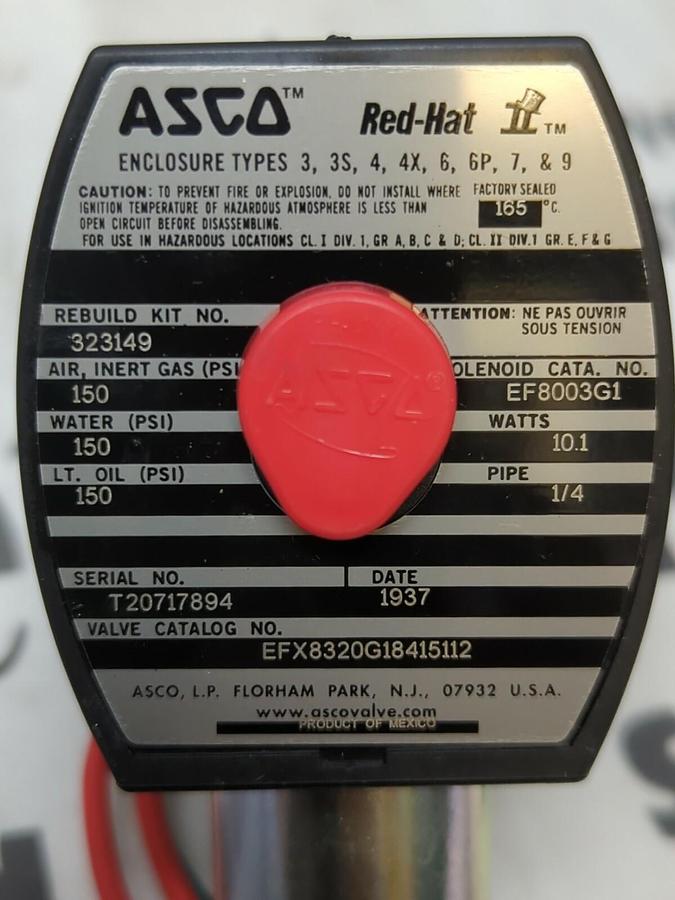 ASCO™ Red-Hat II™
ENCLOSURE TYPES 3, 3S, 4, 4X, 6, 6P, 7, & 9
CAUTION: TO PREVENT FIRE OR EXPLOSION, DO NOT INSTALL WHERE
IGNITION TEMPERATURE OF HAZARDOUS ATMOSPHERE IS LESS THAN
OPEN CIRCUIT BEFORE DISASSEMBLING.
FACTORY SEALED
165 °C.
FOR USE IN HAZARDOUS LOCATIONS CL. I DIV. 1, GR A, B, C & D; CL. II DIV. 1 GR. E, F & G
REBUILD KIT NO.
323149
ATTENTION: NE PAS OUVRIR
SOUS TENSION
AIR, INERT GAS (PSI
150
OLENOID CATA. NO.
EF8003G1
WATER (PSI)
150
WATTS
10.1
LT. OIL (PSI)
150
PIPE
1/4
ASCO®
SERIAL NO.
T20717894
DATE
1937
VALVE CATALOG NO.
EFX8320G18415112
ASCO, L.P. FLORHAM PARK, N.J., 07932 U.S.A.
www.ascovalve.com
PRODUCT OF MEXICO